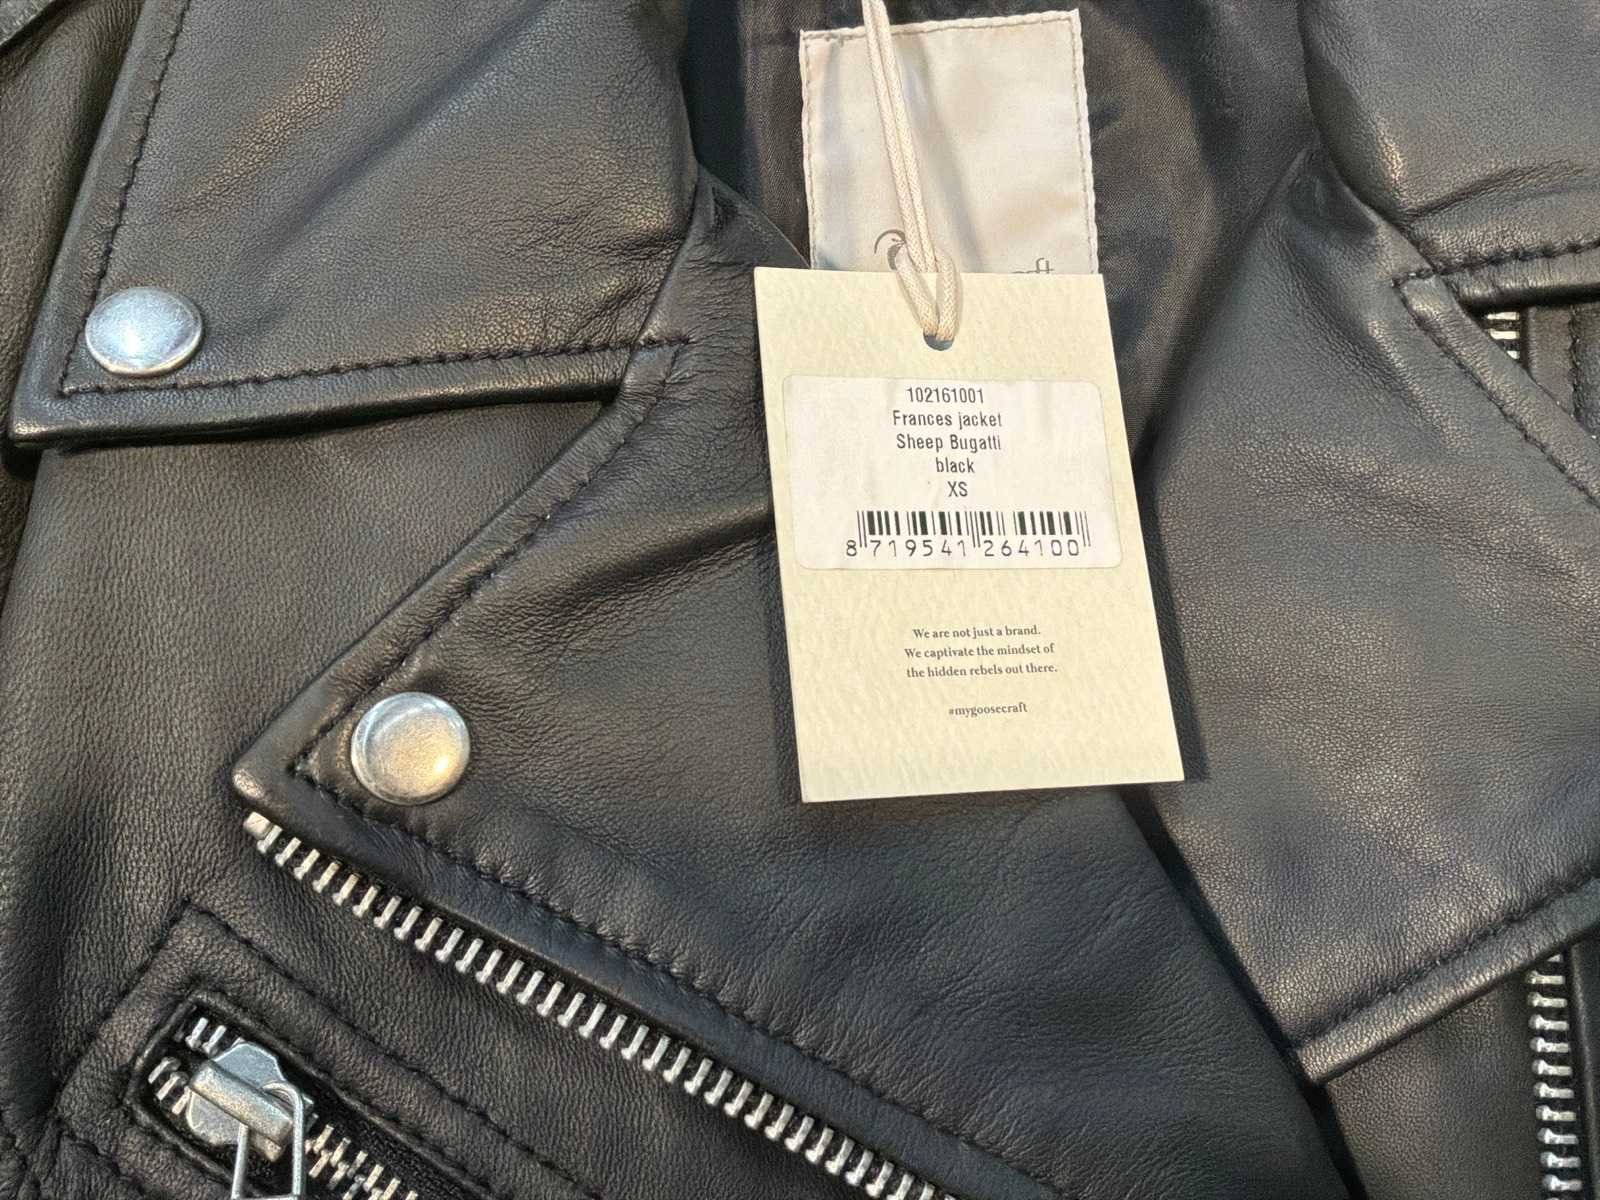 102161001
Frances jacket
Sheep Bugatti
black
XS
8 719541 264100
We are not just a brand.
We captivate the mindset of
the hidden rebels out there.
#mygoosecraft